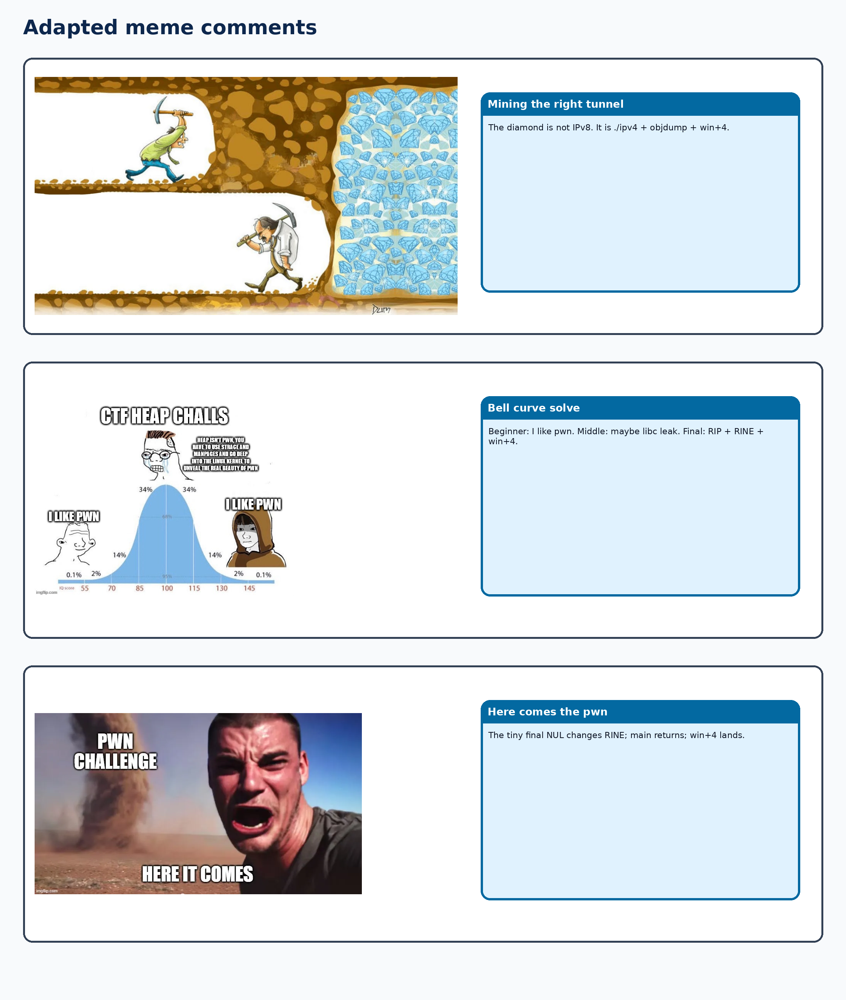 Adapted meme comments
Mining the right tunnel
The diamond is not IPv8. It is ./ipv4 + objdump + win+4.
Dum
CTF HEAP CHALLS
HEAP ISN'T PWN, YOU
HAVE TO USE STRACE AND
MANPAGES AND GO DEEP
INTO THE LINUX KERNEL TO
UNVEAL THE REAL BEAUTY OF PWN
34% 34%
I LIKE PWN
I LIKE PWN
68%
14% 14%
0.1% 2% 95% 2% 0.1%
IQ score 55 70 85 100 115 130 145
imgflip.com
Bell curve solve
Beginner: I like pwn. Middle: maybe libc leak. Final: RIP + RINE +
win+4.
PWN
CHALLENGE
HERE IT COMES
imgflip.com
Here comes the pwn
The tiny final NUL changes RINE; main returns; win+4 lands.